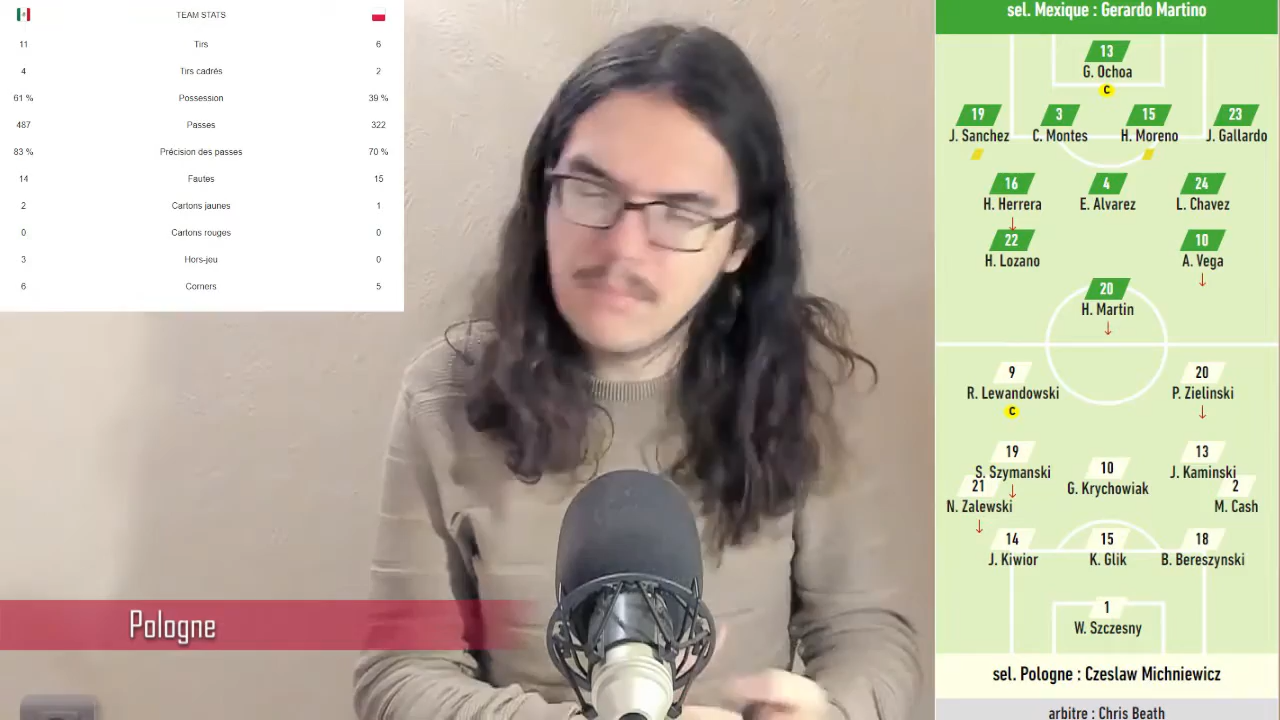 TEAM STATS
11 Tirs 6
4 Tirs cadrés 2
61 % Possession 39 %
487 Passes 322
83 % Précision des passes 70 %
14 Fautes 15
2 Cartons jaunes 1
0 Cartons rouges 0
3 Hors-jeu 0
6 Corners 5
Pologne
sel. Mexique : Gerardo Martino
13
G. Ochoa
C
19 3 15 23
J. Sanchez C. Montes H. Moreno J. Gallardo
16 4 24
H. Herrera E. Alvarez L. Chavez
22 10
H. Lozano A. Vega
20
H. Martin
9 20
R. Lewandowski P. Zielinski
C
19 10 13
S. Szymanski G. Krychowiak J. Kaminski
21 2
N. Zalewski M. Cash
14 15 18
J. Kiwior K. Glik B. Bereszynski
1
W. Szczesny
sel. Pologne : Czeslaw Michniewicz
arbitre : Chris Beath